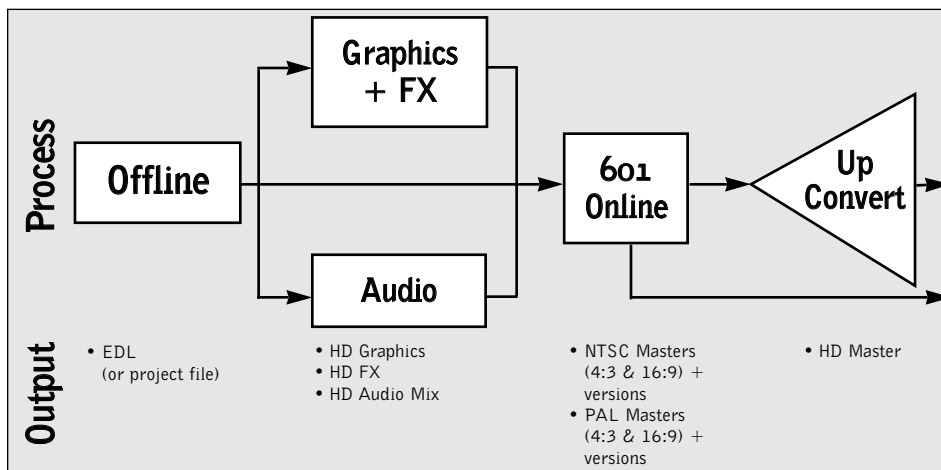 Process
Offline
Graphics
+ FX
Audio
601
Online
Up
Convert
Output
• EDL
(or project file)
• HD Graphics
• HD FX
• HD Audio Mix
• NTSC Masters
(4:3 & 16:9) +
versions
• PAL Masters
(4:3 & 16:9) +
versions
• HD Master